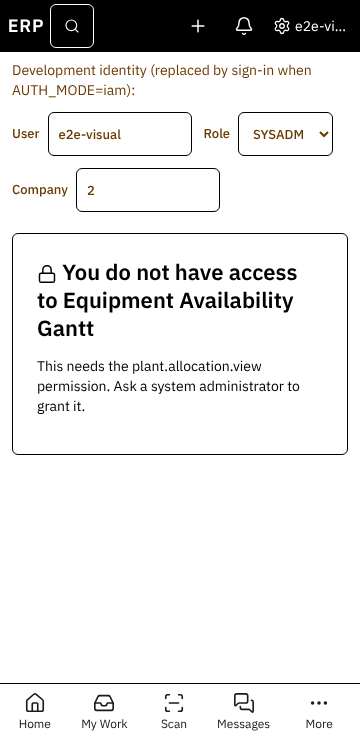 ERP
e2e-vi...
Development identity (replaced by sign-in when
AUTH_MODE=iam):
User e2e-visual Role SYSADM
Company 2
You do not have access
to Equipment Availability
Gantt
This needs the plant.allocation.view
permission. Ask a system administrator to
grant it.
Home My Work Scan Messages More